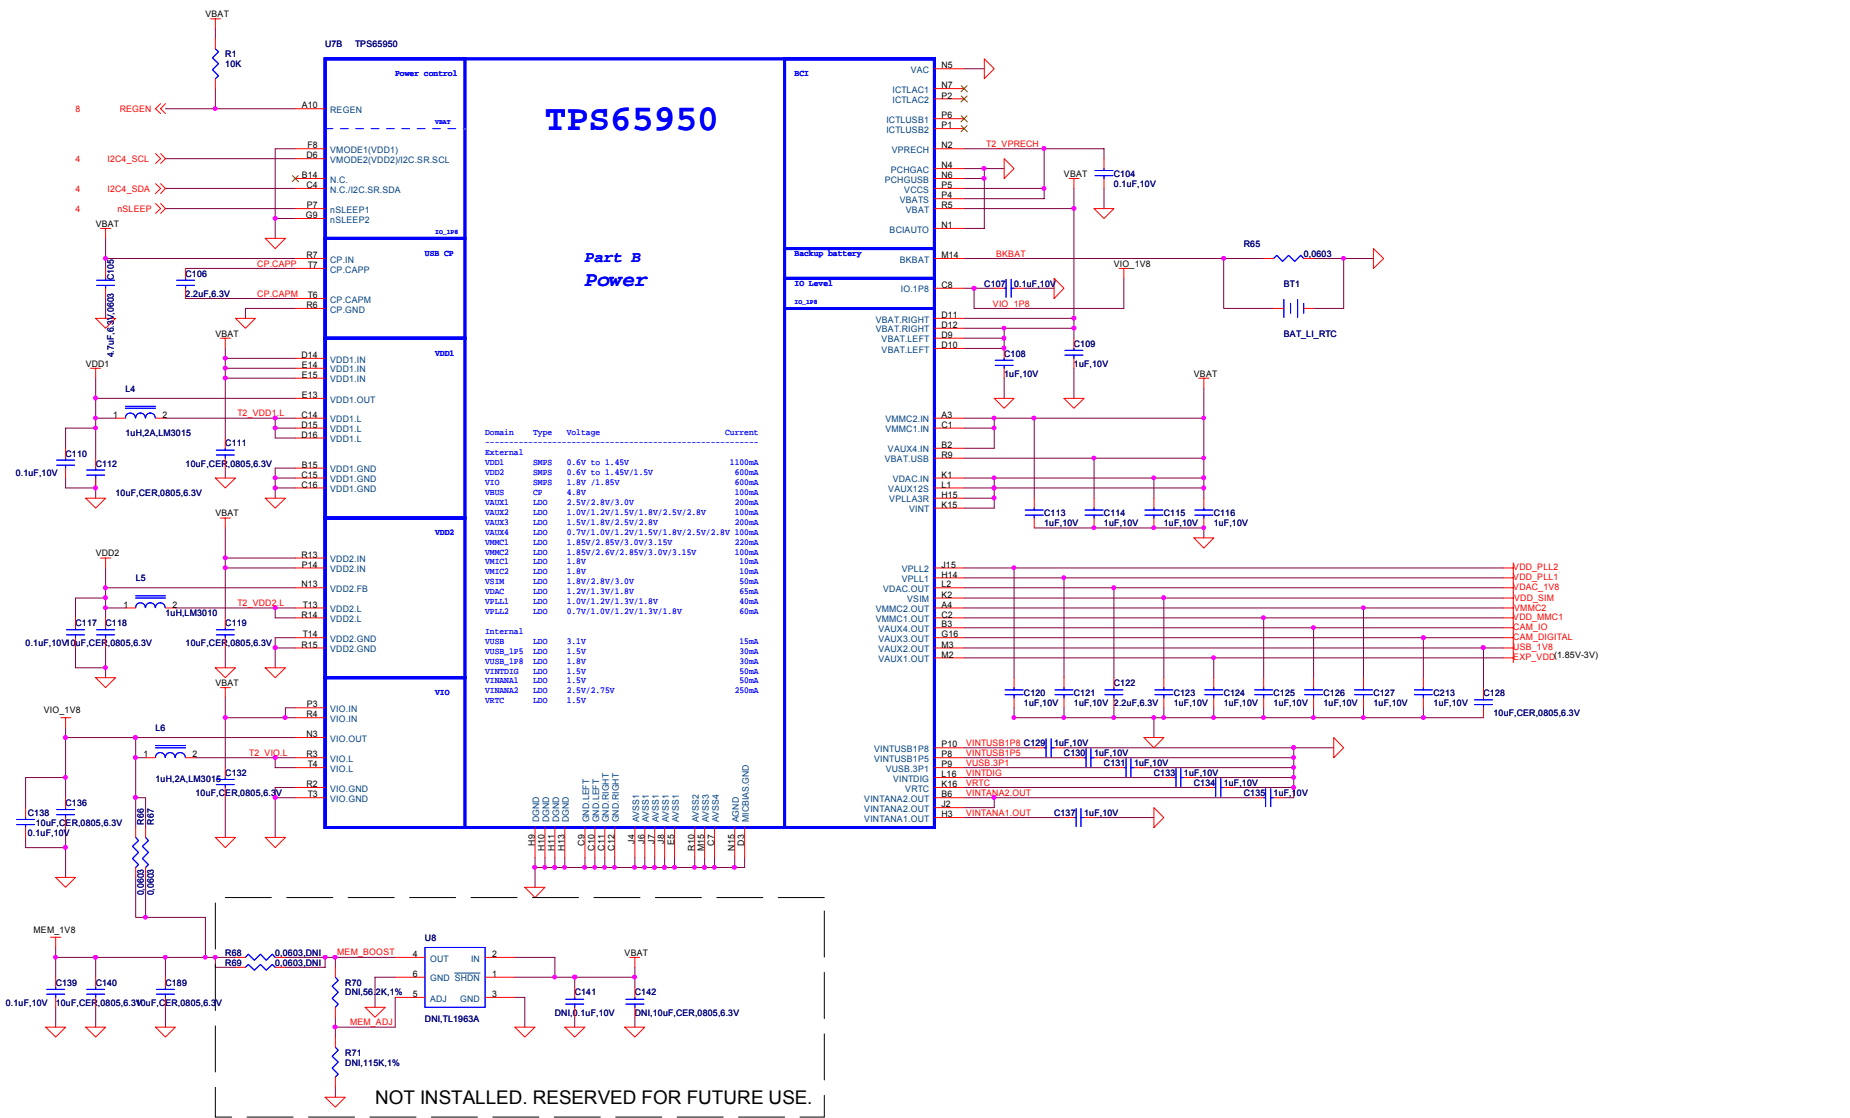 VBAT
R1
10K
U7B TPS65950
8 REGEN
4 I2C4_SCL
4 I2C4_SDA
4 nSLEEP
A10 REGEN
F8 VMODE1(VDD1)
D6 VMODE2(VDD2)/I2C.SR.SCL
B14 N.C.
C4 N.C./I2C.SR.SDA
P7 nSLEEP1
G9 nSLEEP2
Power control
VBAT
IO_1P8
TPS65950
Part B
Power
VBAT
C105
4.7uF,6.3V,0603
C106
2.2uF,6.3V
CP.CAPP
CP.CAPM
R7 CP.IN
T7 CP.CAPP
T6 CP.CAPM
R6 CP.GND
USB CP
VBAT
VDD1
L4
1 2
1uH,2A,LM3015
T2_VDD1.L
C110
0.1uF,10V
C112
10uF,CER,0805,6.3V
C111
10uF,CER,0805,6.3V
D14 VDD1.IN
E14 VDD1.IN
E15 VDD1.IN
E13 VDD1.OUT
C14 VDD1.L
D15 VDD1.L
D16 VDD1.L
B15 VDD1.GND
C15 VDD1.GND
C16 VDD1.GND
VDD1
VBAT
VDD2
L5
1 2
1uH,LM3010
T2_VDD2.L
C117
0.1uF,10V
C118
10uF,CER,0805,6.3V
C119
10uF,CER,0805,6.3V
R13 VDD2.IN
P14 VDD2.IN
N13 VDD2.FB
T13 VDD2.L
R14 VDD2.L
T14 VDD2.GND
R15 VDD2.GND
VDD2
VBAT
VIO_1V8
L6
1 2
1uH,2A,LM3015
T2_VIO.L
C132
10uF,CER,0805,6.3V
C136
10uF,CER,0805,6.3V
C138
0.1uF,10V
R66
0,0603
R67
0,0603
P3 VIO.IN
R4 VIO.IN
N3 VIO.OUT
R3 VIO.L
T4 VIO.L
R2 VIO.GND
T3 VIO.GND
VIO
Domain Type Voltage Current
External
VDD1 SMPS 0.6V to 1.45V 1100mA
VDD2 SMPS 0.6V to 1.45V/1.5V 600mA
VIO SMPS 1.8V /1.85V 600mA
VBUS CP 4.8V 100mA
VAUX1 LDO 2.5V/2.8V/3.0V 200mA
VAUX2 LDO 1.0V/1.2V/1.5V/1.8V/2.5V/2.8V 100mA
VAUX3 LDO 1.5V/1.8V/2.5V/2.8V 200mA
VAUX4 LDO 0.7V/1.0V/1.2V/1.5V/1.8V/2.5V/2.8V 100mA
VMMC1 LDO 1.85V/2.85V/3.0V/3.15V 220mA
VMMC2 LDO 1.85V/2.6V/2.85V/3.0V/3.15V 100mA
VMIC1 LDO 1.8V 10mA
VMIC2 LDO 1.8V 10mA
VSIM LDO 1.8V/2.8V/3.0V 50mA
VDAC LDO 1.2V/1.3V/1.8V 65mA
VPLL1 LDO 1.0V/1.2V/1.3V/1.8V 40mA
VPLL2 LDO 0.7V/1.0V/1.2V/1.3V/1.8V 60mA
Internal
VUSB LDO 3.1V 15mA
VUSB_1P5 LDO 1.5V 30mA
VUSB_1P8 LDO 1.8V 30mA
VINTDIG LDO 1.5V 50mA
VINANA1 LDO 1.5V 50mA
VINANA2 LDO 2.5V/2.75V 250mA
VRTC LDO 1.5V
DGND H9
DGND H10
DGND H11
DGND H13
GND.LEFT C9
GND.LEFT C10
GND.RIGHT C11
GND.RIGHT C12
AVSS1 J4
AVSS1 J6
AVSS1 J7
AVSS1 J8
AVSS1 E5
AVSS2 R10
AVSS3 M15
AVSS4 C7
AGND N15
MICBIAS.GND D3
BCI
VAC N5
ICTLAC1 N7
ICTLAC2 P2
ICTLUSB1 P6
ICTLUSB2 P1
VPRECH N2
PCHGAC N4
PCHGUSB N6
VCCS P5
VBATS P4
VBAT R5
BCIAUTO N1
T2_VPRECH
VBAT
C104
0.1uF,10V
Backup battery
BKBAT M14 BKBAT
R65
0,0603
BT1
BAT_LI_RTC
IO Level
IO_1P8
IO.1P8 C8
C107 0.1uF,10V
VIO_1V8
VIO_1P8
VBAT.RIGHT D11
VBAT.RIGHT D12
VBAT.LEFT D9
VBAT.LEFT D10
C108
1uF,10V
C109
1uF,10V
VBAT
VMMC2.IN A3
VMMC1.IN C1
VAUX4.IN B2
VBAT.USB R9
VDAC.IN K1
VAUX12S L1
VPLLA3R H15
VINT K15
C113
1uF,10V
C114
1uF,10V
C115
1uF,10V
C116
1uF,10V
VPLL2 J15 VDD_PLL2
VPLL1 H14 VDD_PLL1
VDAC.OUT L2 VDAC_1V8
VSIM K2 VDD_SIM
VMMC2.OUT A4 VMMC2
VMMC1.OUT C2 VDD_MMC1
VAUX4.OUT B3 CAM_IO
VAUX3.OUT G16 CAM_DIGITAL
VAUX2.OUT M3 USB_1V8
VAUX1.OUT M2 EXP_VDD(1.85V-3V)
C120
1uF,10V
C121
1uF,10V
C122
2.2uF,6.3V
C123
1uF,10V
C124
1uF,10V
C125
1uF,10V
C126
1uF,10V
C127
1uF,10V
C213
1uF,10V
C128
10uF,CER,0805,6.3V
VINTUSB1P8 P10 VINTUSB1P8 C129 1uF,10V
VINTUSB1P5 P8 VINTUSB1P5 C130 1uF,10V
VUSB.3P1 P9 VUSB.3P1 C131 1uF,10V
VINTDIG L16 VINTDIG C133 1uF,10V
VRTC K16 VRTC C134 1uF,10V
VINTANA2.OUT B6 VINTANA2.OUT C135 1uF,10V
VINTANA2.OUT J2
VINTANA1.OUT H3 VINTANA1.OUT C137 1uF,10V
MEM_1V8
C139
0.1uF,10V
C140
10uF,CER,0805,6.3V
C189
10uF,CER,0805,6.3V
R68 0,0603,DNI
R69 0,0603,DNI
MEM_BOOST
R70
DNI,56.2K,1%
MEM_ADJ
R71
DNI,115K,1%
U8
4 OUT IN 2
6 GND SHDN 1
5 ADJ GND 3
DNI,TL1963A
VBAT
C141
DNI,0.1uF,10V
C142
DNI,10uF,CER,0805,6.3V
NOT INSTALLED. RESERVED FOR FUTURE USE.